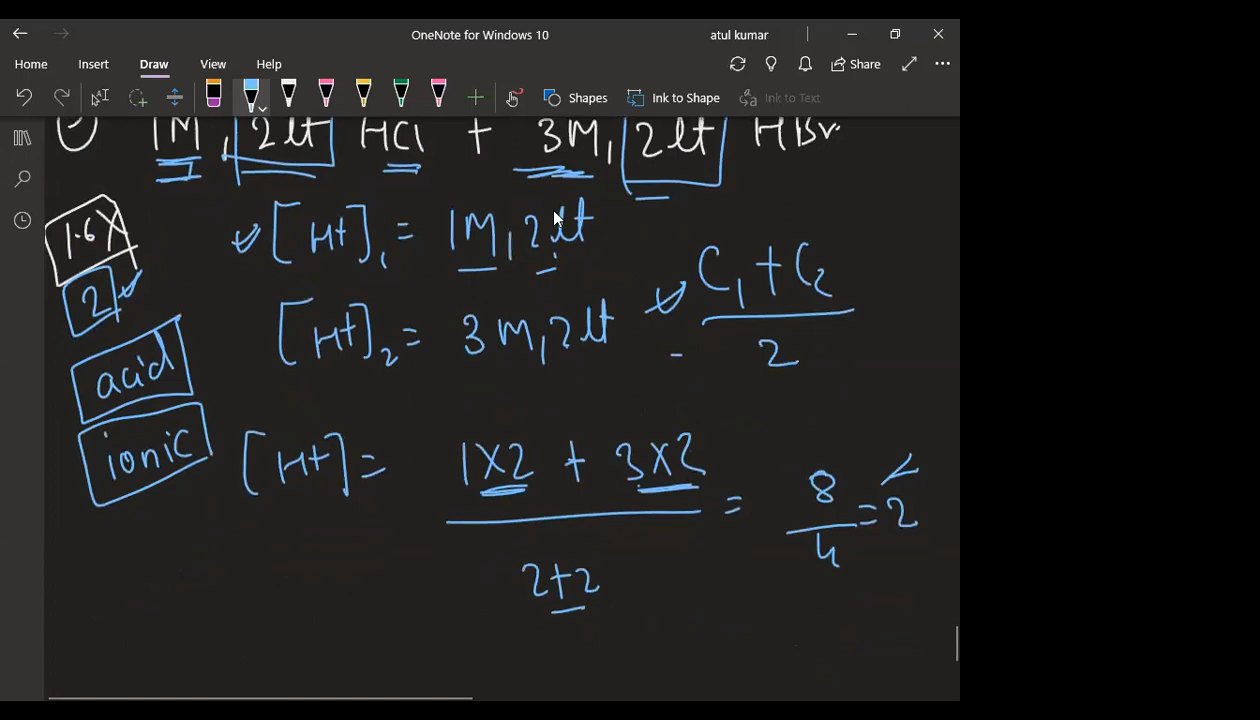 OneNote for Windows 10
atul kumar
Home Insert Draw View Help
Share
Shapes
Ink to Shape
Ink to Text
1M, 2lt HCl + 3M, 2lt HBr
1.6X
2
acid
ionic
[H+]1 = 1M, 2lt
[H+]2 = 3M, 2lt
C1 + C2
2
[H+] = 1X2 + 3X2
2+2
= 8/4 = 2